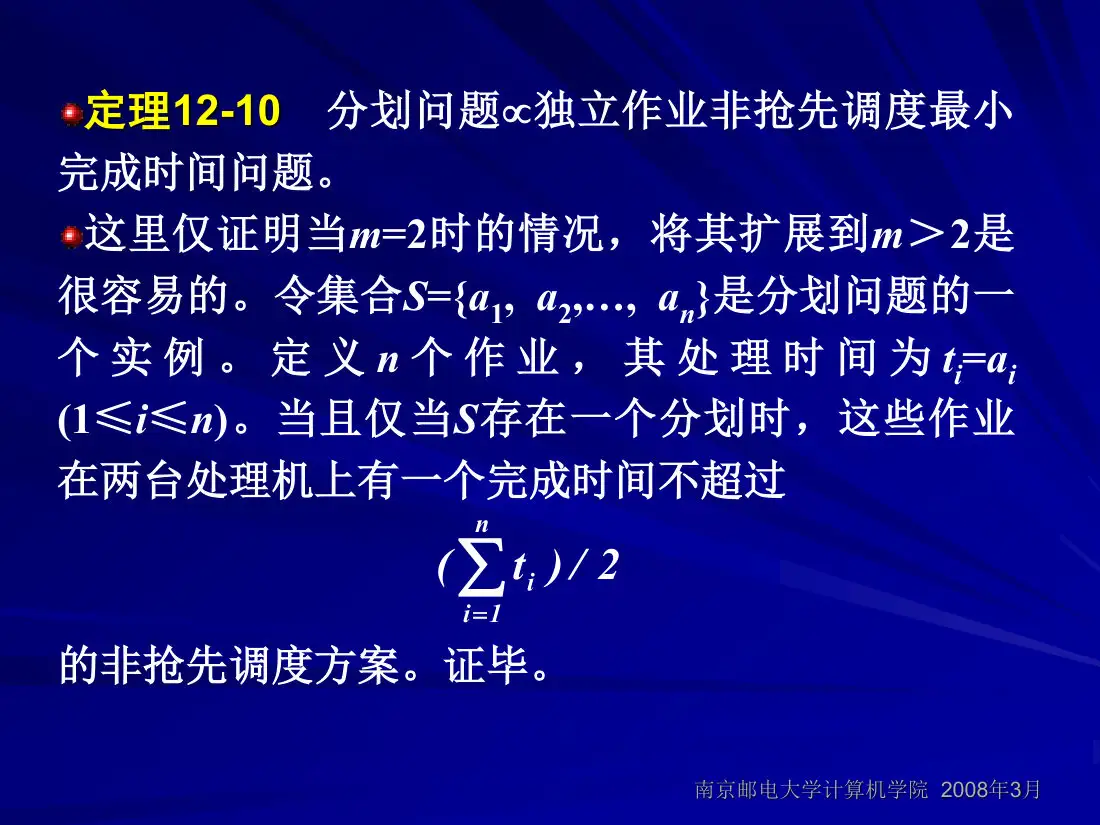 定理12-10 分划问题∝独立作业非抢先调度最小
完成时间问题。
这里仅证明当m=2时的情况，将其扩展到m＞2是
很容易的。令集合S={a1, a2,…, an}是分划问题的一
个实例。定义n个作业，其处理时间为ti=ai
(1≤i≤n)。当且仅当S存在一个分划时，这些作业
在两台处理机上有一个完成时间不超过
(∑_{i=1}^{n} ti ) / 2
的非抢先调度方案。证毕。
南京邮电大学计算机学院 2008年3月